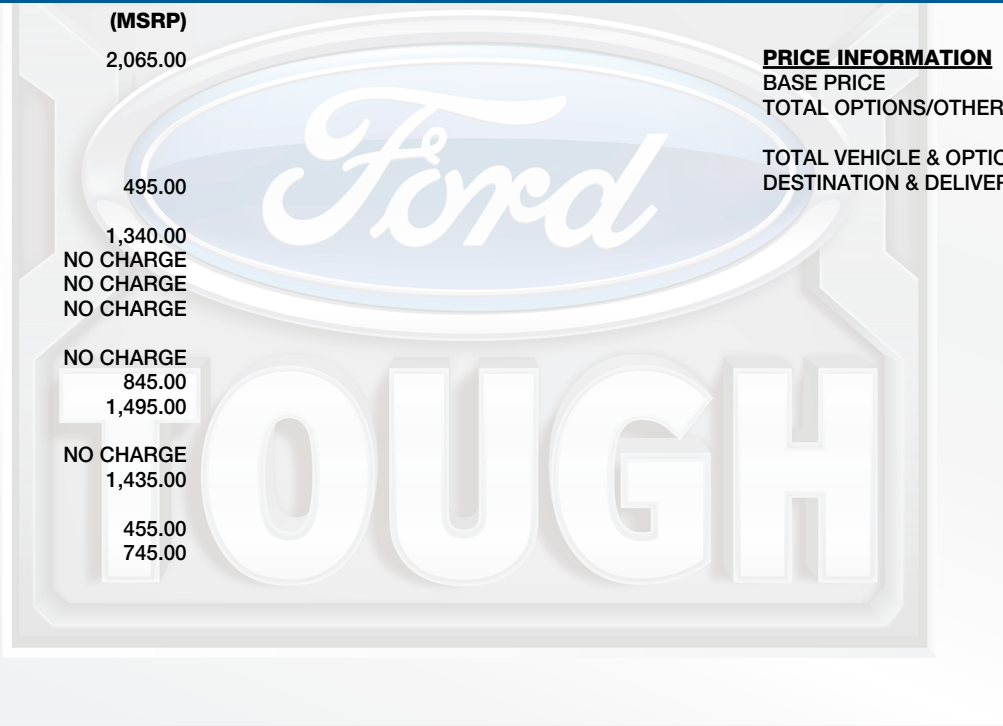 (MSRP)
2,065.00
495.00
1,340.00
NO CHARGE
NO CHARGE
NO CHARGE
NO CHARGE
845.00
1,495.00
NO CHARGE
1,435.00
455.00
745.00
PRICE INFORMATION
BASE PRICE
TOTAL OPTIONS/OTHER
TOTAL VEHICLE & OPTIO
DESTINATION & DELIVER
Ford
TOUGH